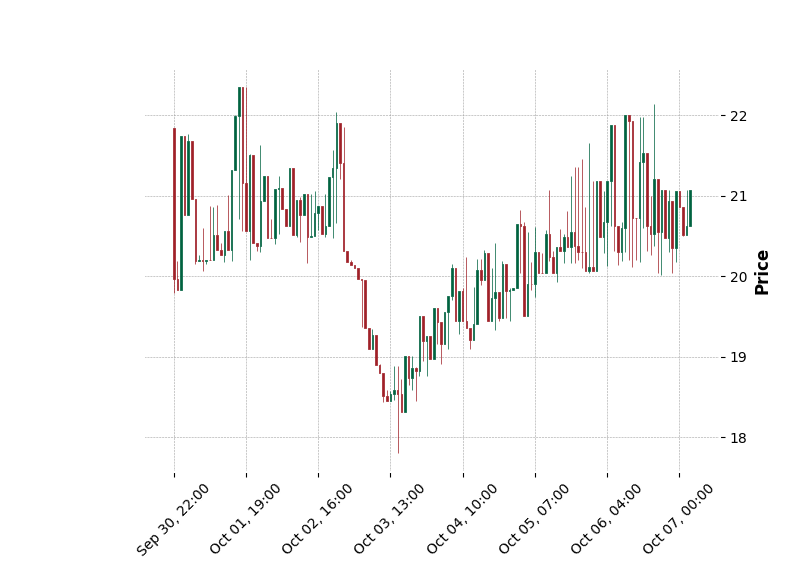 22
21
20
19
18
Price
Sep 30, 22:00
Oct 01, 19:00
Oct 02, 16:00
Oct 03, 13:00
Oct 04, 10:00
Oct 05, 07:00
Oct 06, 04:00
Oct 07, 00:00